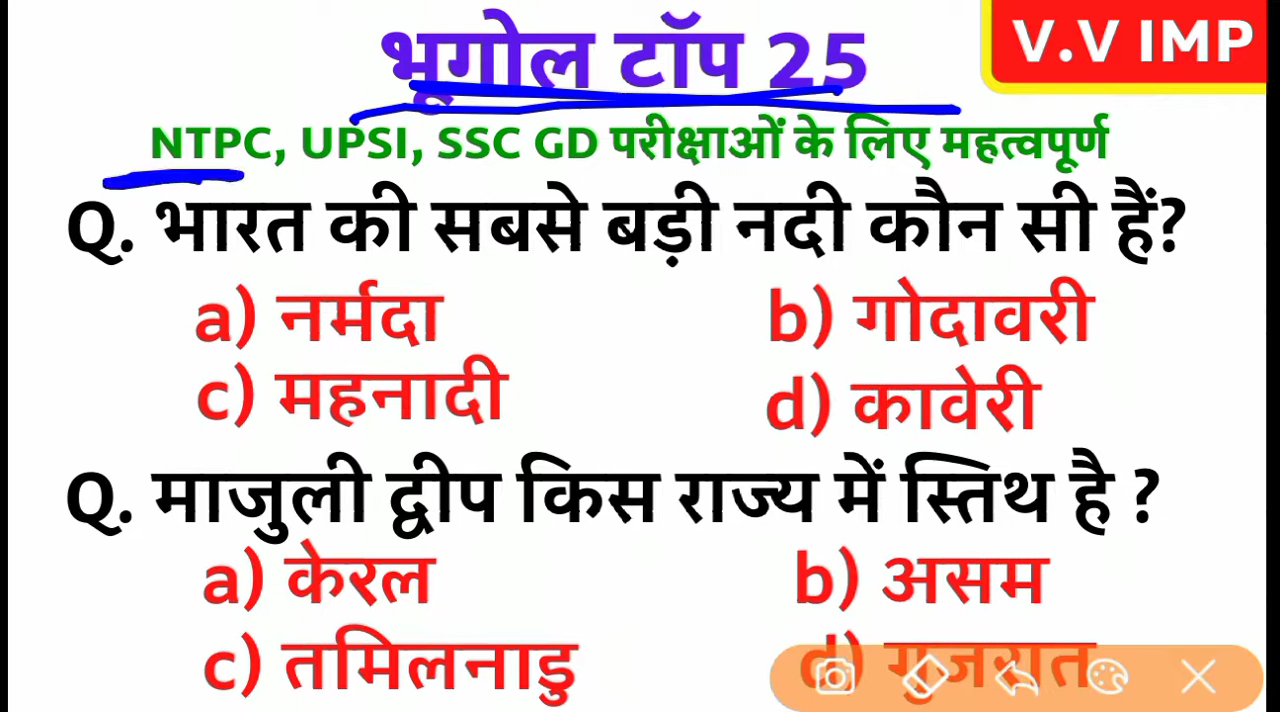 भूगोल टॉप 25
V.V IMP
NTPC, UPSI, SSC GD परीक्षाओं के लिए महत्वपूर्ण
Q. भारत की सबसे बड़ी नदी कौन सी हैं?
a) नर्मदा b) गोदावरी
c) महनादी d) कावेरी
Q. माजुली द्वीप किस राज्य में स्तिथ है ?
a) केरल b) असम
c) तमिलनाडु d) गुजरात